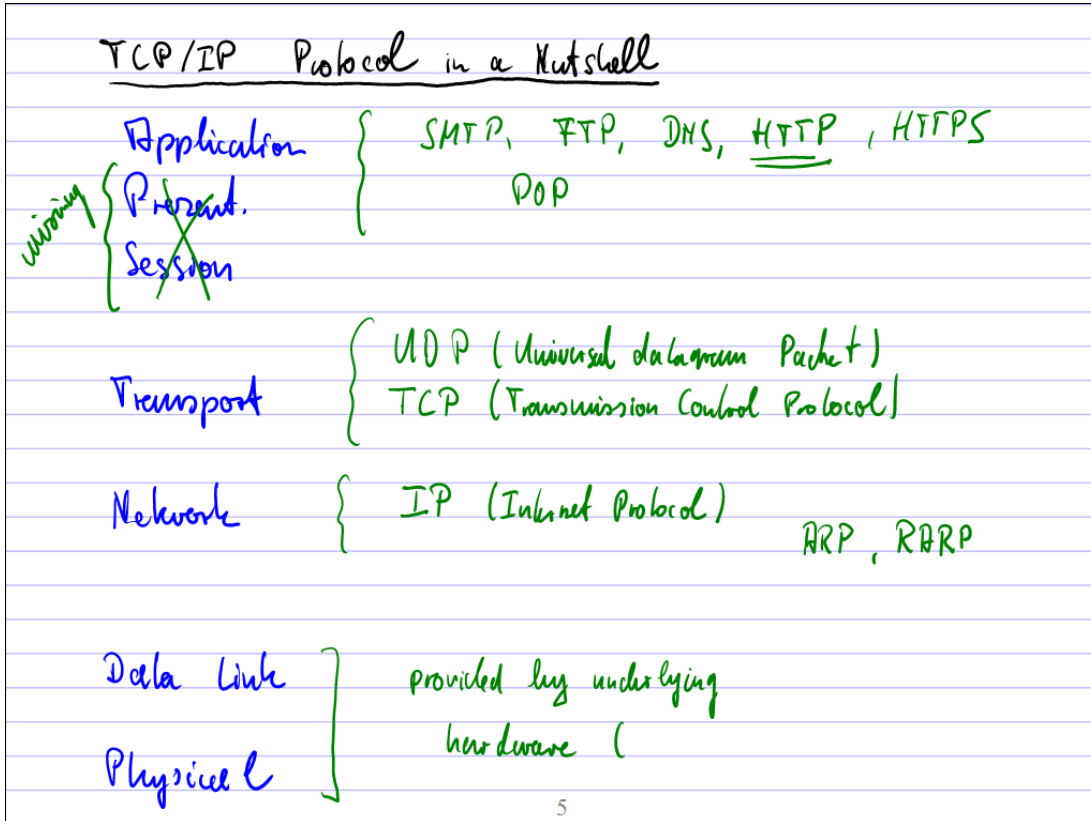 TCP/IP Protocol in a Nutshell
Application { SMTP, FTP, DNS, HTTP, HTTPS
POP
missing { Present.
Session
Transport { UDP (Universal datagram Packet)
TCP (Transmission Control Protocol)
Network { IP (Internet Protocol)
ARP, RARP
Data Link ] provided by underlying
hardware (
Physical
5